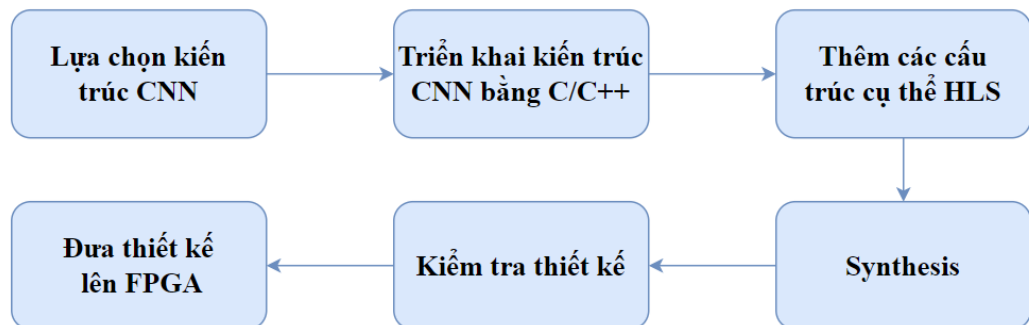 Lựa chọn kiến
trúc CNN
Triển khai kiến trúc
CNN bằng C/C++
Thêm các cấu
trúc cụ thể HLS
Synthesis
Kiểm tra thiết kế
Đưa thiết kế
lên FPGA